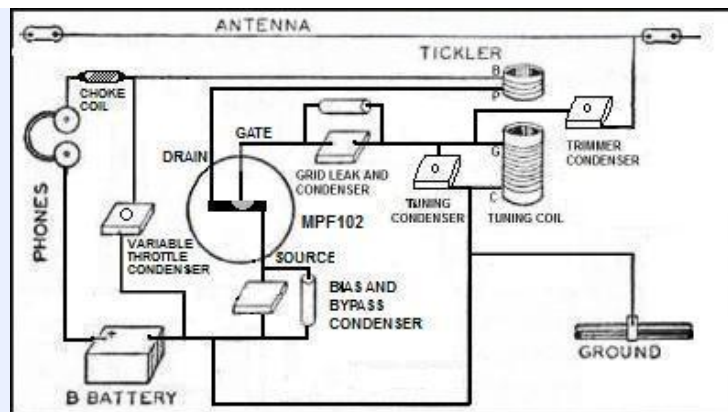 ANTENNA
TICKLER
B
P
CHOKE
COIL
GATE
DRAIN
GRID LEAK AND
CONDENSER
G
C
TRIMMER
CONDENSER
TUNING
CONDENSER
TUNING COIL
MPF102
PHONES
VARIABLE
THROTTLE
CONDENSER
SOURCE
BIAS AND
BYPASS
CONDENSER
+
-
B BATTERY
GROUND